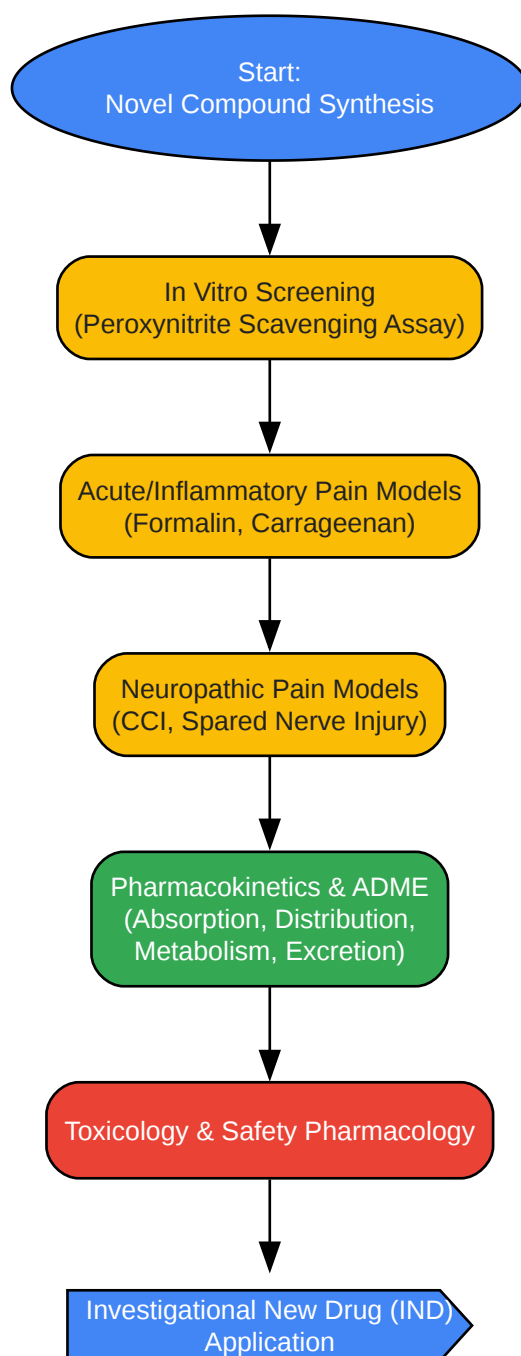 Start:
Novel Compound Synthesis
In Vitro Screening
(Peroxynitrite Scavenging Assay)
Acute/Inflammatory Pain Models
(Formalin, Carrageenan)
Neuropathic Pain Models
(CCI, Spared Nerve Injury)
Pharmacokinetics & ADME
(Absorption, Distribution,
Metabolism, Excretion)
Toxicology & Safety Pharmacology
Investigational New Drug (IND)
Application